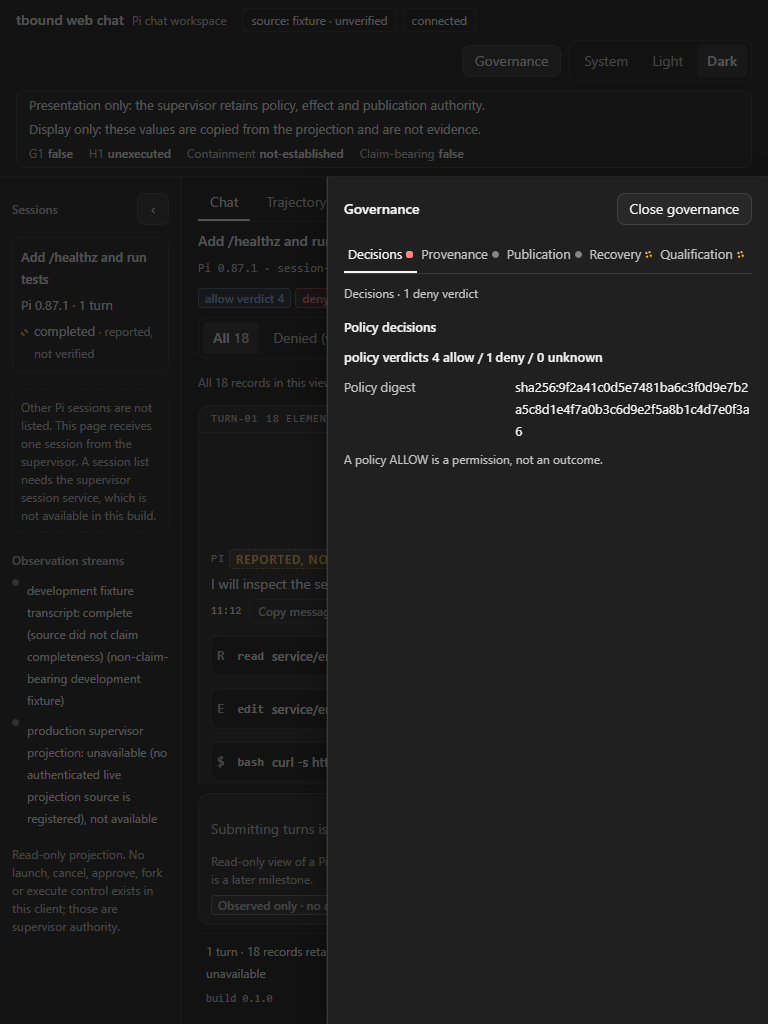 tbound web chat Pi chat workspace source: fixture · unverified connected
Governance System Light Dark
Presentation only: the supervisor retains policy, effect and publication authority.
Display only: these values are copied from the projection and are not evidence.
G1 false H1 unexecuted Containment not-established Claim-bearing false
Sessions
‹
Add /healthz and run
tests
Pi 0.87.1 · 1 turn
completed · reported,
not verified
Other Pi sessions are not
listed. This page receives
one session from the
supervisor. A session list
needs the supervisor
session service, which is
not available in this build.
Observation streams
development fixture
transcript: complete
(source did not claim
completeness) (non-claim-
bearing development
fixture)
production supervisor
projection: unavailable (no
authenticated live
projection source is
registered), not available
Read-only projection. No
launch, cancel, approve, fork
or execute control exists in
this client; those are
supervisor authority.
Chat Trajectory
Add /healthz and ru
Pi 0.87.1 · session-
allow verdict 4 deny
All 18 Denied (
All 18 records in this view
TURN-01 18 ELEMEN
PI REPORTED, NO
I will inspect the se
11:12 Copy messag
R read service/e
E edit service/e
$ bash curl -s ht
Submitting turns is
Read-only view of a Pi
is a later milestone.
Observed only · no a
1 turn · 18 records reta
unavailable
build 0.1.0
Governance Close governance
Decisions Provenance Publication Recovery Qualification
Decisions · 1 deny verdict
Policy decisions
policy verdicts 4 allow / 1 deny / 0 unknown
Policy digest sha256:9f2a41c0d5e7481ba6c3f0d9e7b2
a5c8d1e4f7a0b3c6d9e2f5a8b1c4d7e0f3a
6
A policy ALLOW is a permission, not an outcome.